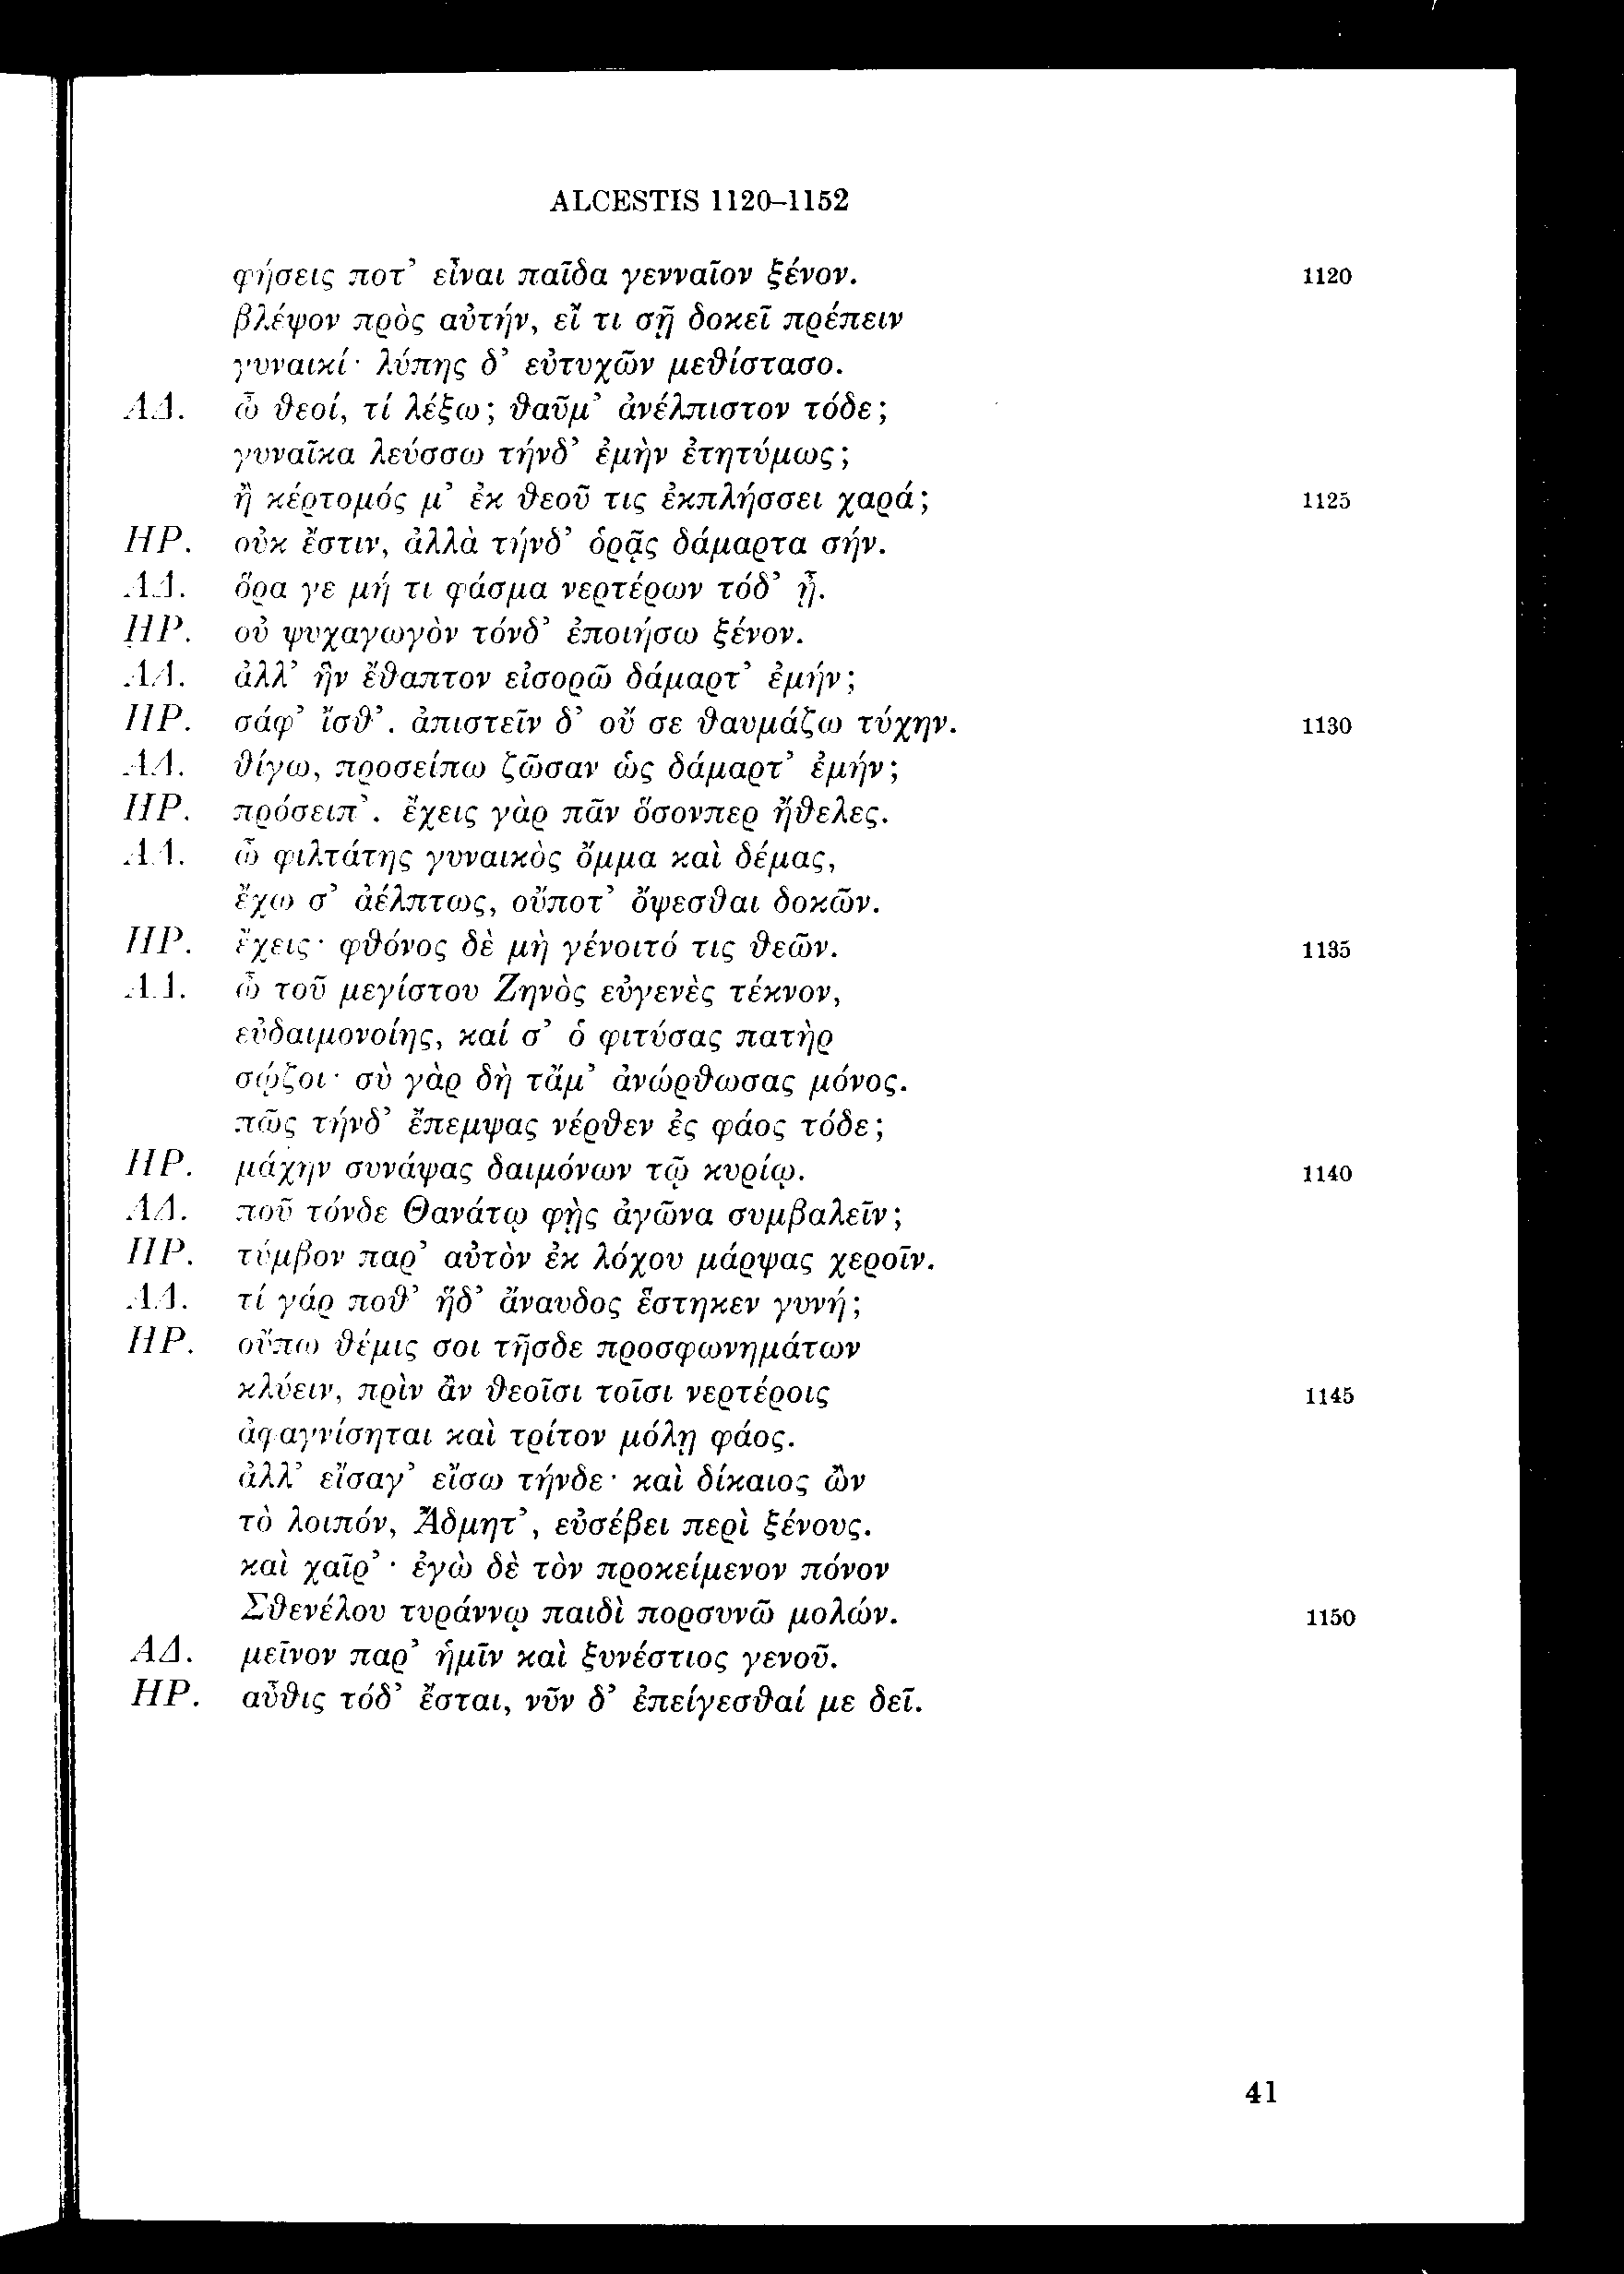 ALCESTIS 1120–1152
φήσεις ποτ’ εἶναι παῖδα γενναῖον ξένον. 1120
βλέψον πρὸς αὐτήν, εἴ τι σῇ δοκεῖ πρέπειν
γυναικί· λύπης δ’ εὐτυχῶν μεθίστασο.
ΑΔ. ὦ θεοί, τί λέξω; θαῦμ’ ἀνέλπιστον τόδε;
γυναῖκα λεύσσω τήνδ’ ἐμὴν ἐτητύμως;
ἢ κέρτομός μ’ ἐκ θεοῦ τις ἐκπλήσσει χαρά; 1125
ΗΡ. οὐκ ἔστιν, ἀλλὰ τήνδ’ ὁρᾷς δάμαρτα σήν.
ΑΔ. ὅρα γε μή τι φάσμα νερτέρων τόδ’ ᾖ.
ΗΡ. οὐ ψυχαγωγὸν τόνδ’ ἐποιήσω ξένον.
ΑΔ. ἀλλ’ ἣν ἔθαπτον εἰσορῶ δάμαρτ’ ἐμήν;
ΗΡ. σάφ’ ἴσθ’. ἀπιστεῖν δ’ οὔ σε θαυμάζω τύχην. 1130
ΑΔ. θίγω, προσείπω ζῶσαν ὡς δάμαρτ’ ἐμήν;
ΗΡ. πρόσειπ’. ἔχεις γὰρ πᾶν ὅσονπερ ἤθελες.
ΑΔ. ὦ φιλτάτης γυναικὸς ὄμμα καὶ δέμας,
ἔχω σ’ ἀέλπτως, οὔποτ’ ὄψεσθαι δοκῶν.
ΗΡ. ἔχεις· φθόνος δὲ μὴ γένοιτό τις θεῶν. 1135
ΑΔ. ὦ τοῦ μεγίστου Ζηνὸς εὐγενὲς τέκνον,
εὐδαιμονοίης, καί σ’ ὁ φιτύσας πατὴρ
σῴζοι· σὺ γὰρ δὴ τἄμ’ ἀνώρθωσας μόνος.
πῶς τήνδ’ ἔπεμψας νέρθεν ἐς φάος τόδε;
ΗΡ. μάχην συνάψας δαιμόνων τῷ κυρίῳ. 1140
ΑΔ. ποῦ τόνδε Θανάτῳ φῂς ἀγῶνα συμβαλεῖν;
ΗΡ. τύμβον παρ’ αὐτὸν ἐκ λόχου μάρψας χεροῖν.
ΑΔ. τί γάρ ποθ’ ἥδ’ ἄναυδος ἕστηκεν γυνή;
ΗΡ. οὔπω θέμις σοι τῆσδε προσφωνημάτων
κλύειν, πρὶν ἂν θεοῖσι τοῖσι νερτέροις 1145
ἀφαγνίσηται καὶ τρίτον μόλῃ φάος.
ἀλλ’ εἴσαγ’ εἴσω τήνδε· καὶ δίκαιος ὢν
τὸ λοιπόν, Ἄδμητ’, εὐσέβει περὶ ξένους.
καὶ χαῖρ’· ἐγὼ δὲ τὸν προκείμενον πόνον
Σθενέλου τυράννῳ παιδὶ πορσυνῶ μολών. 1150
ΑΔ. μεῖνον παρ’ ἡμῖν καὶ ξυνέστιος γενοῦ.
ΗΡ. αὖθις τόδ’ ἔσται, νῦν δ’ ἐπείγεσθαί με δεῖ.
41